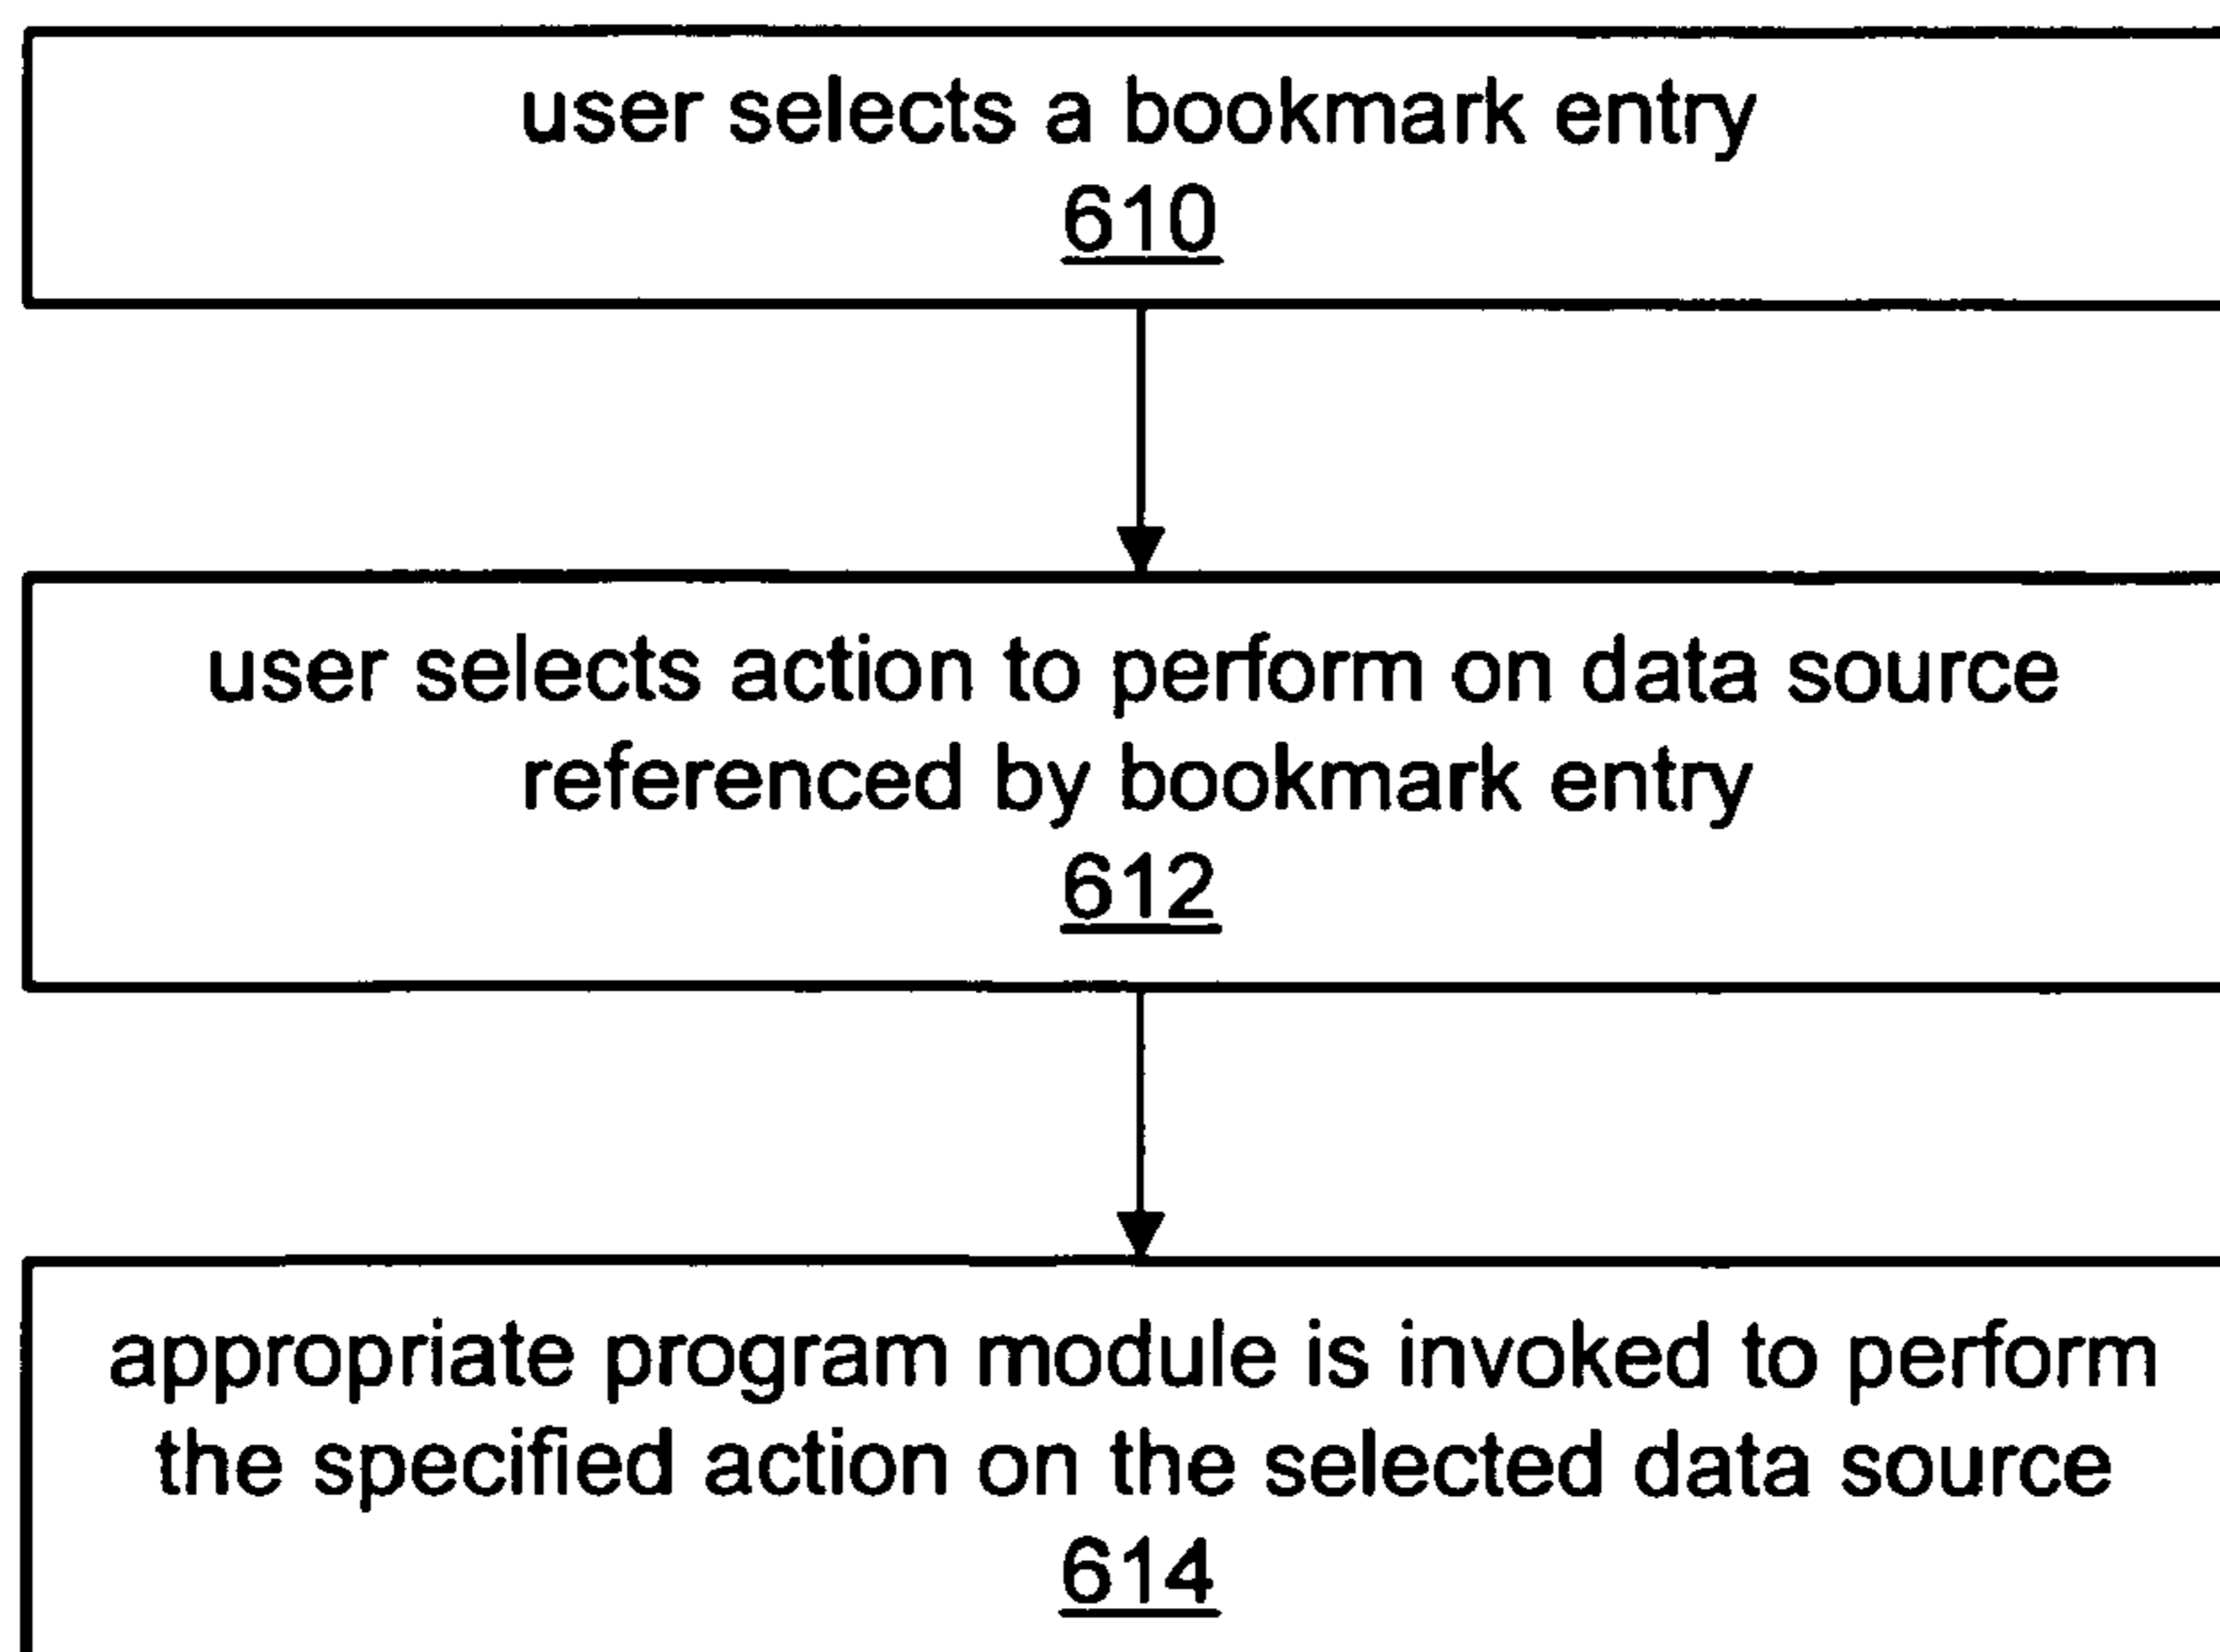 user selects a bookmark entry
610
user selects action to perform on data source
referenced by bookmark entry
612
appropriate program module is invoked to perform
the specified action on the selected data source
614